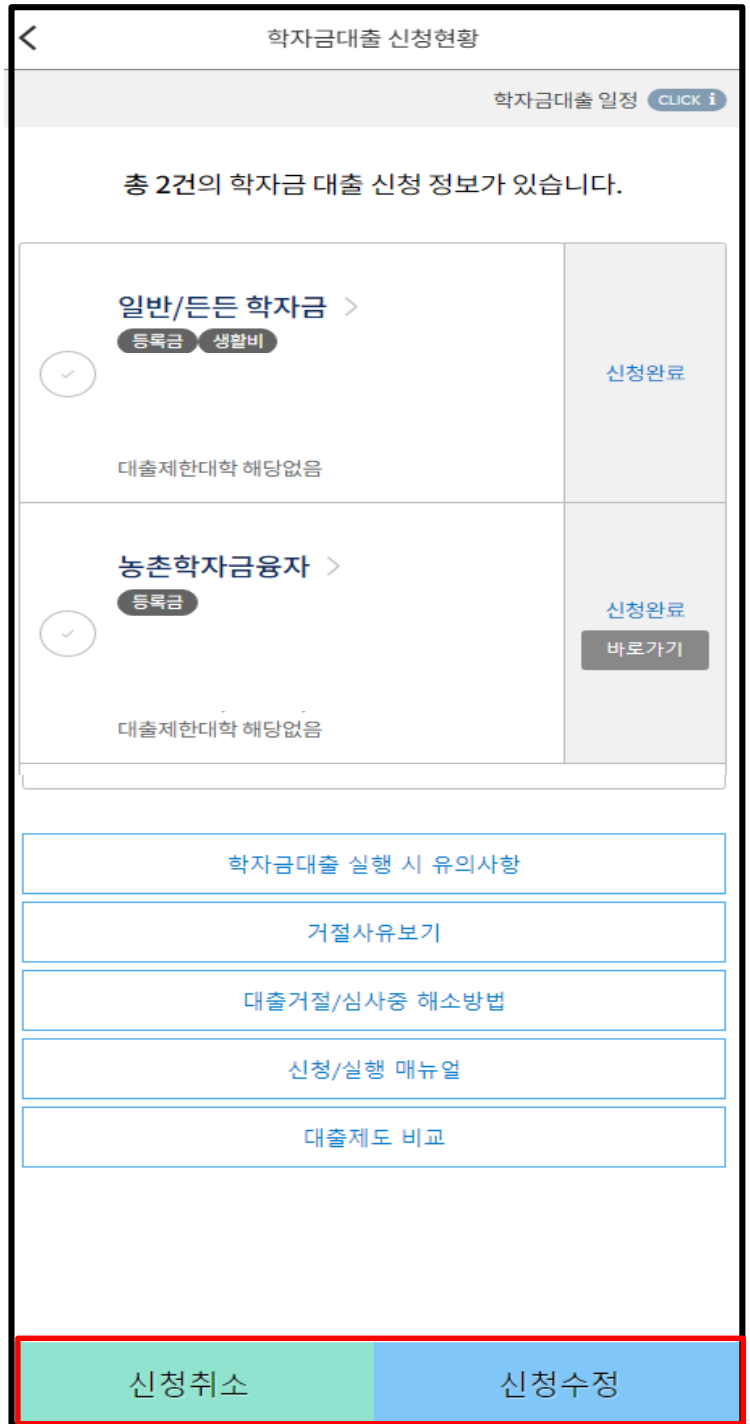 학자금대출 신청현황
학자금대출 일정 CLICK i
총 2건의 학자금 대출 신청 정보가 있습니다.
일반/든든 학자금 >
등록금 생활비
신청완료
대출제한대학 해당없음
농촌학자금융자 >
등록금
신청완료
바로가기
대출제한대학 해당없음
학자금대출 실행 시 유의사항
거절사유보기
대출거절/심사중 해소방법
신청/실행 매뉴얼
대출제도 비교
신청취소 신청수정